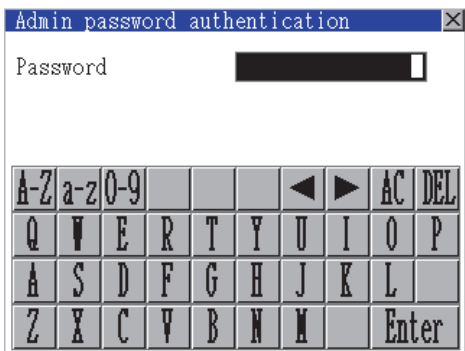 Admin password authentication
Password
A-Z a-z 0-9 ◀ ▶ AC DEL
Q W E R T Y U I O P
A S D F G H J K L
Z X C V B N M Enter